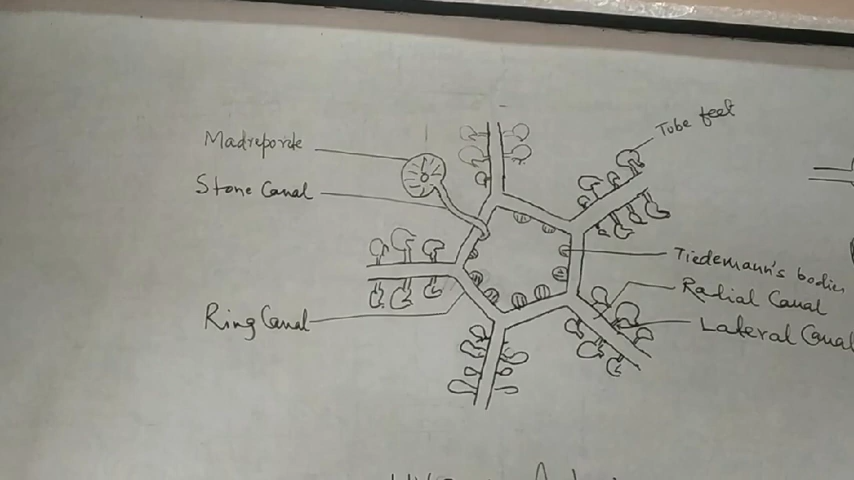 Madreporite
Stone Canal
Ring Canal
Tube feet
Tiedemann's bodies
Radial Canal
Lateral Canal